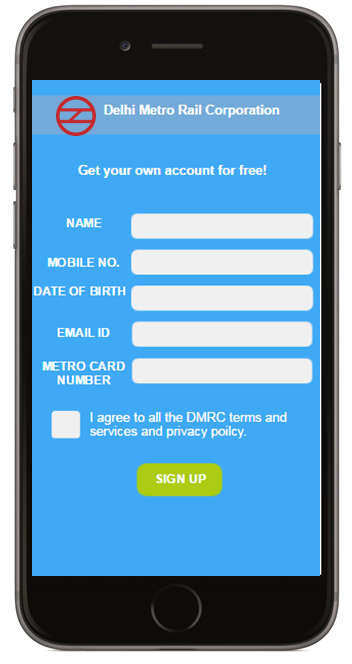 Delhi Metro Rail Corporation
Get your own account for free!
NAME
MOBILE NO.
DATE OF BIRTH
EMAIL ID
METRO CARD
NUMBER
I agree to all the DMRC terms and
services and privacy poilcy.
SIGN UP